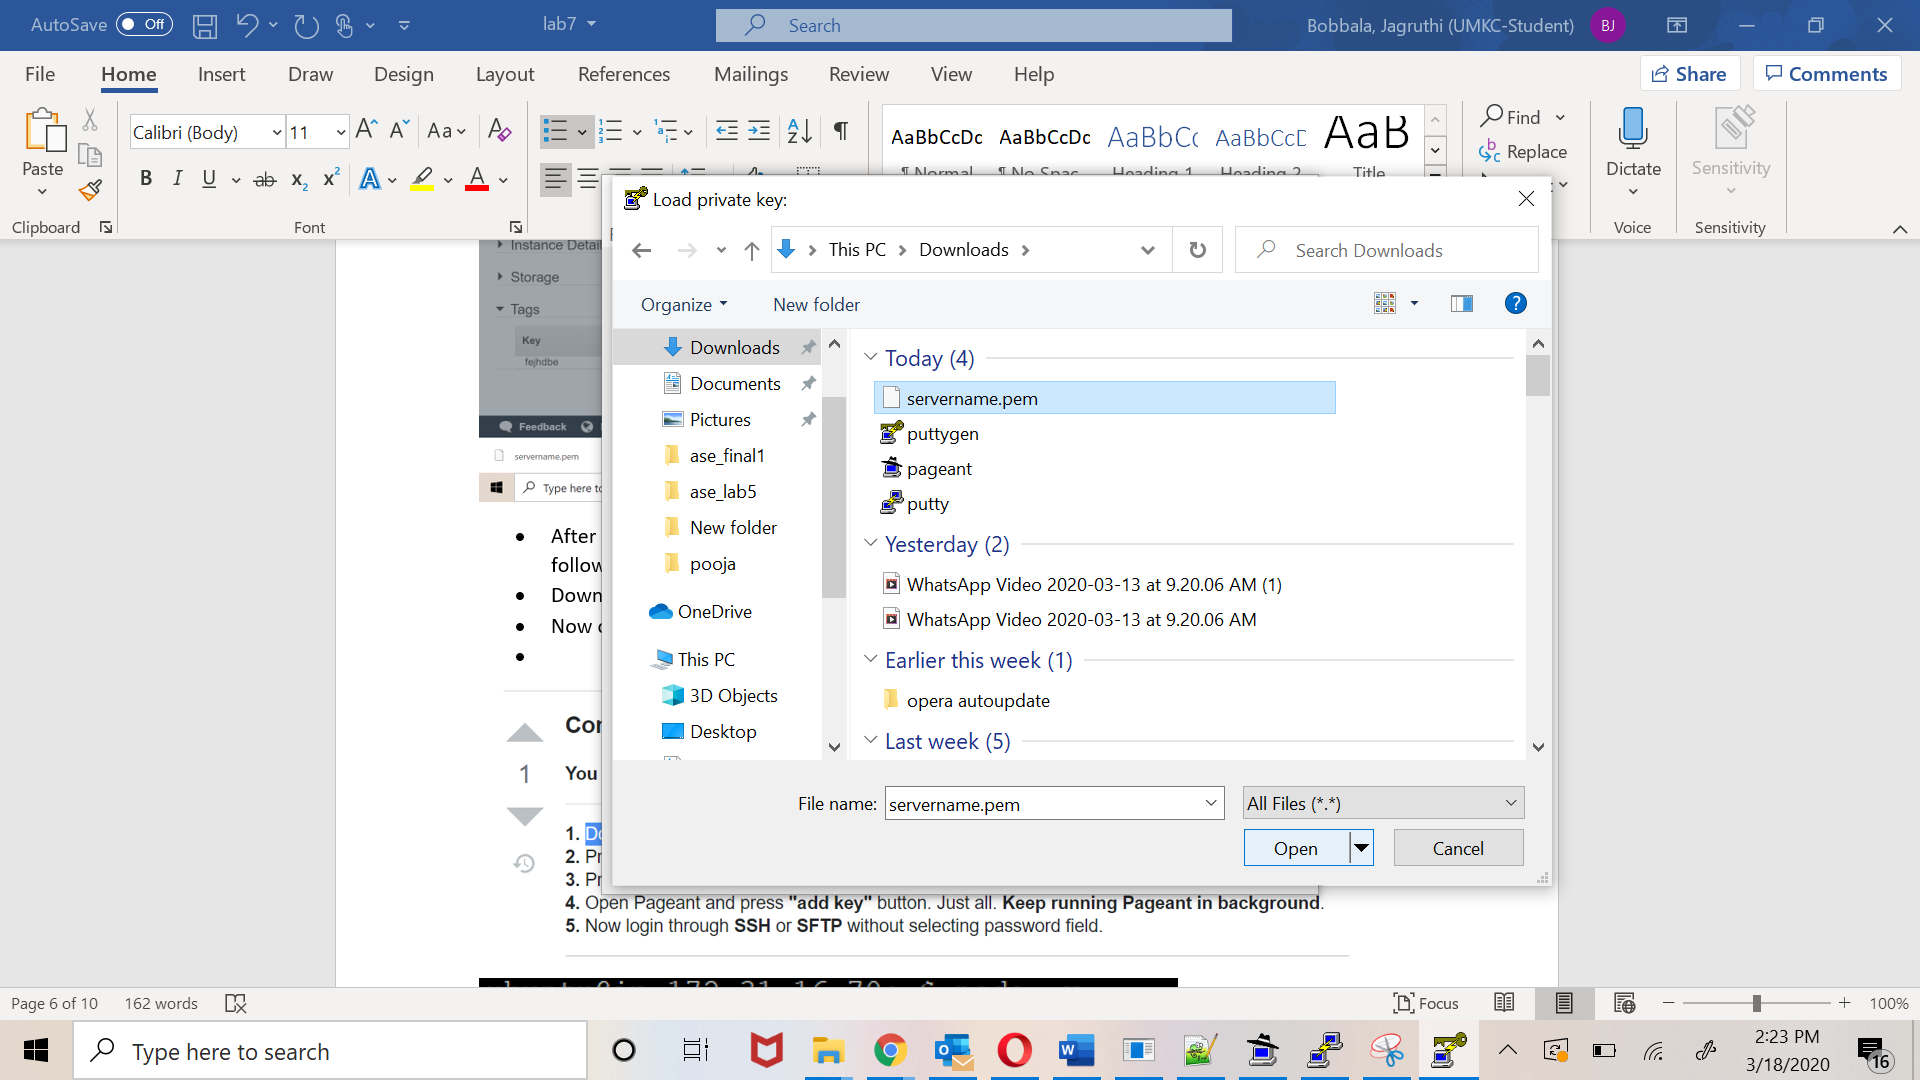 AutoSave Off
lab7
Search
Bobbala, Jagruthi (UMKC-Student) BJ
File Home Insert Draw Design Layout References Mailings Review View Help
Share Comments
Paste
Calibri (Body) 11
Aa
B I U ab x₂ x² A A
AaBbCcDc AaBbCcDc AaBbCc AaBbCcD AaB
¶ Normal ¶ No Spac... Heading 1 Heading 2 Title
Find
Replace
Dictate
Sensitivity
Clipboard Font Voice Sensitivity
Instance Detail
Storage
Tags
Key
fejhdbe
Feedback
servername.pem
Type here to
• After
follow
• Down
• Now
•
1
You
1. Do
2. Pr
3. Pr
4. Open Pageant and press "add key" button. Just all. Keep running Pageant in background.
5. Now login through SSH or SFTP without selecting password field.
Load private key:
This PC > Downloads >
Search Downloads
Organize New folder
Downloads
Documents
Pictures
ase_final1
ase_lab5
New folder
pooja
OneDrive
This PC
3D Objects
Desktop
Today (4)
servername.pem
puttygen
pageant
putty
Yesterday (2)
WhatsApp Video 2020-03-13 at 9.20.06 AM (1)
WhatsApp Video 2020-03-13 at 9.20.06 AM
Earlier this week (1)
opera autoupdate
Last week (5)
File name: servername.pem All Files (*.*)
Open Cancel
Page 6 of 10 162 words
Focus 100%
Type here to search
2:23 PM
3/18/2020
16